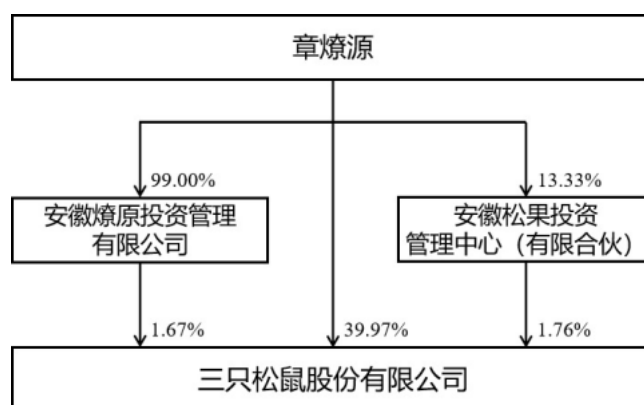 章燎源
99.00%
13.33%
安徽燎原投资管理
有限公司
安徽松果投资
管理中心（有限合伙）
1.67%
39.97%
1.76%
三只松鼠股份有限公司